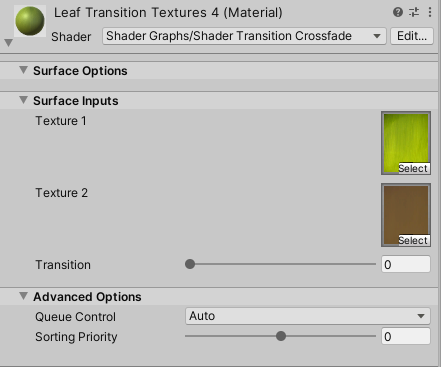 Leaf Transition Textures 4 (Material)
Shader Shader Graphs/Shader Transition Crossfade Edit...
Surface Options
Surface Inputs
Texture 1
Select
Texture 2
Select
Transition 0
Advanced Options
Queue Control Auto
Sorting Priority 0